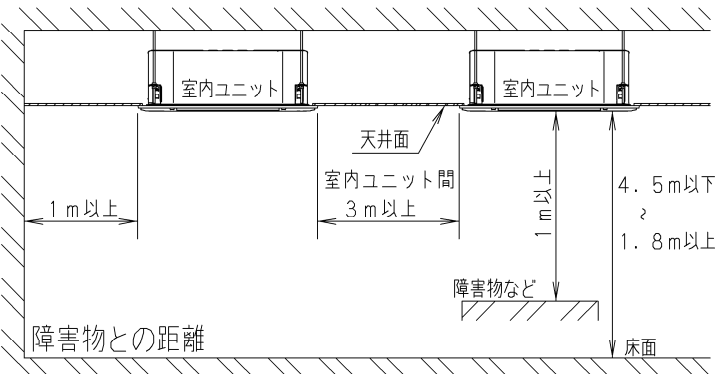 室内ユニット
室内ユニット
天井面
室内ユニット間
3m以上
1m以上
1m以上
4.5m以下
~
1.8m以上
障害物など
障害物との距離
床面